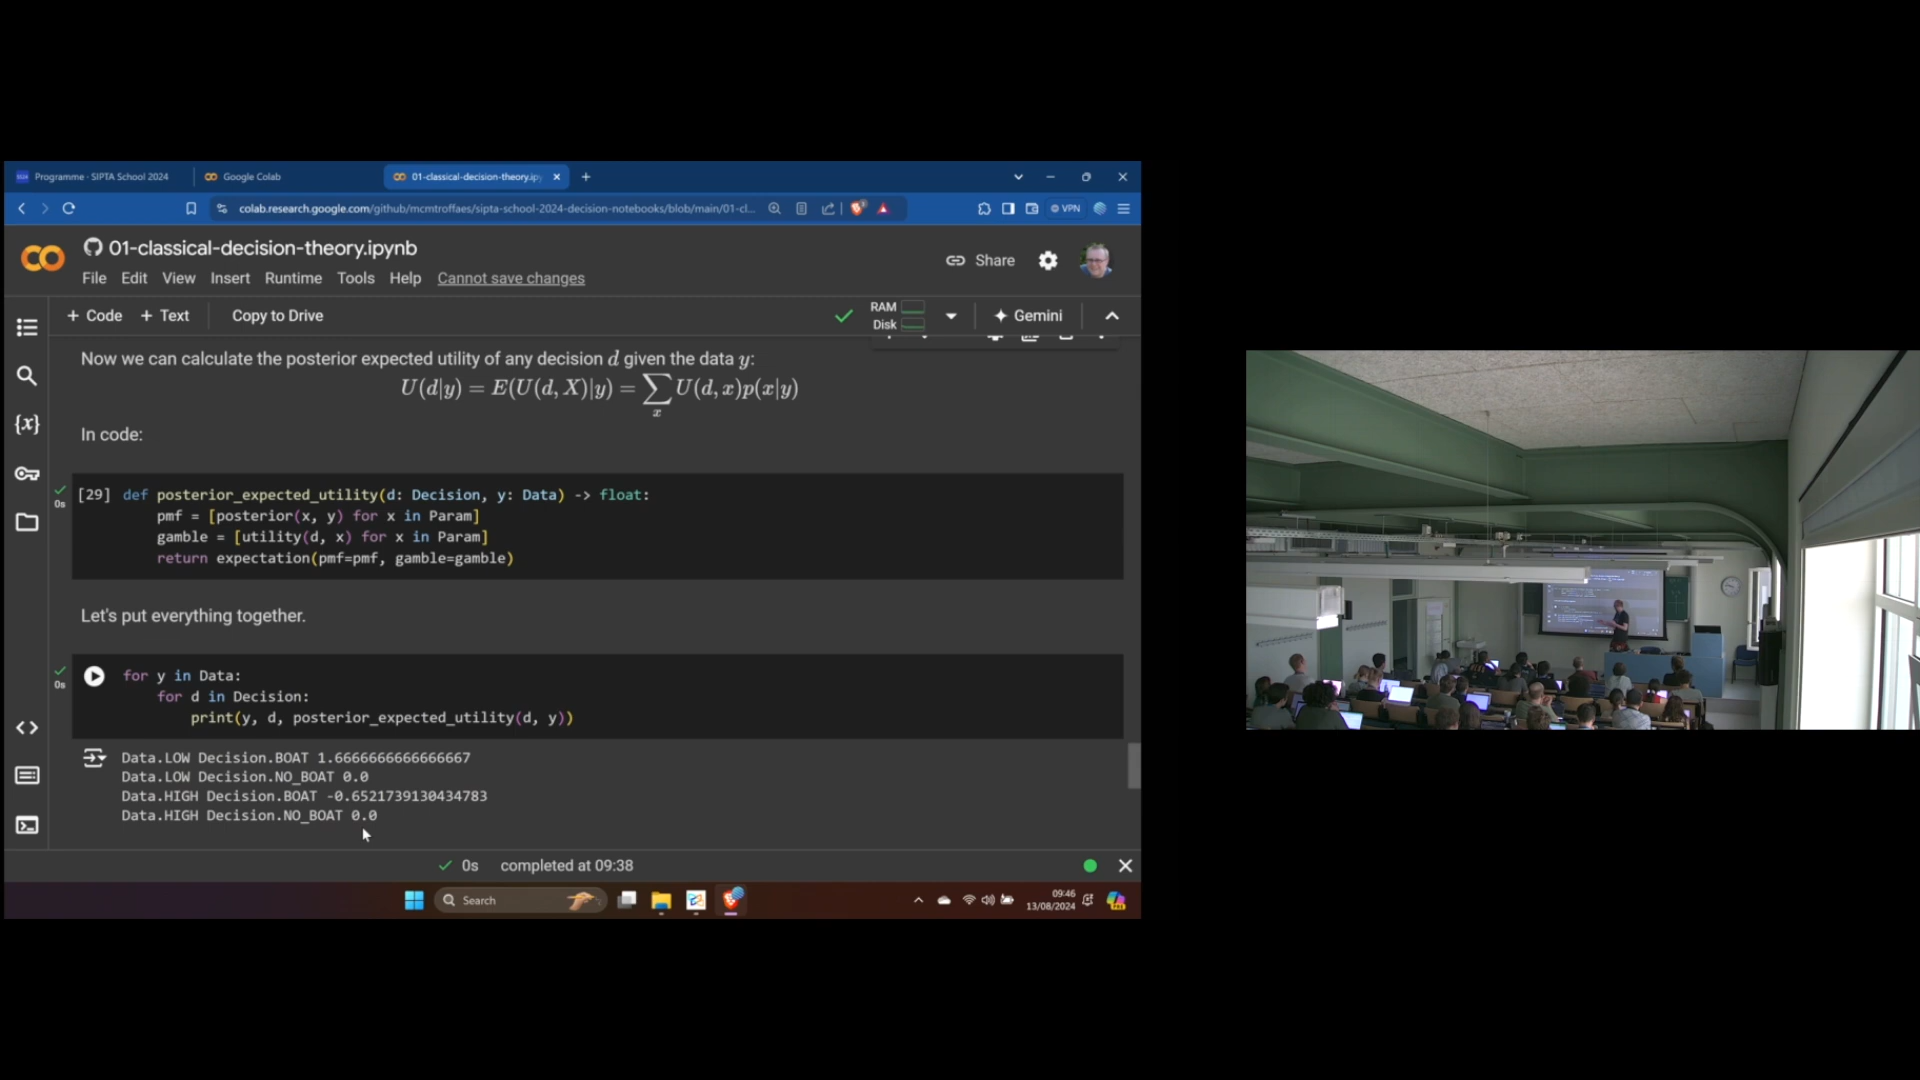 Programme - SIPTA School 2024
Google Colab
01-classical-decision-theory.ip
colab.research.google.com/github/mcmtroffaes/sipta-school-2024-decision-notebooks/blob/main/01-cl...
VPN
01-classical-decision-theory.ipynb
File Edit View Insert Runtime Tools Help Cannot save changes
Share
+ Code + Text Copy to Drive
RAM
Disk
Gemini
Now we can calculate the posterior expected utility of any decision d given the data y:
U(d|y) = E(U(d, X)|y) = ∑_x U(d, x)p(x|y)
In code:
0s
[29] def posterior_expected_utility(d: Decision, y: Data) -> float:
pmf = [posterior(x, y) for x in Param]
gamble = [utility(d, x) for x in Param]
return expectation(pmf=pmf, gamble=gamble)
Let's put everything together.
0s
for y in Data:
for d in Decision:
print(y, d, posterior_expected_utility(d, y))
Data.LOW Decision.BOAT 1.6666666666666667
Data.LOW Decision.NO_BOAT 0.0
Data.HIGH Decision.BOAT -0.6521739130434783
Data.HIGH Decision.NO_BOAT 0.0
0s completed at 09:38
Search
09:46
13/08/2024